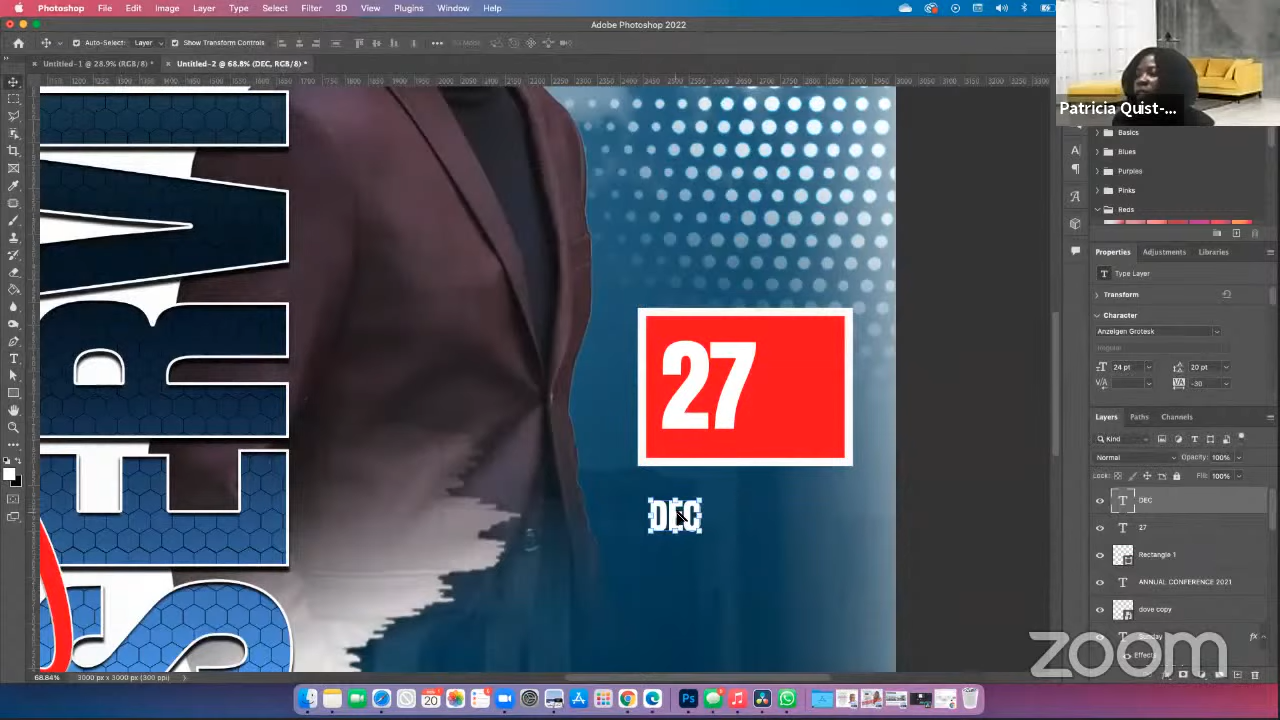 Photoshop File Edit Image Layer Type Select Filter 3D View Plugins Window Help
Adobe Photoshop 2022
Auto-Select: Layer Show Transform Controls
Untitled-1 @ 28.9% (RGB/8) * Untitled-2 @ 68.8% (DEC, RGB/8) *
Patricia Quist-...
Basics
Blues
Purples
Pinks
Reds
Properties Adjustments Libraries
Type Layer
Transform
Character
Anzeigen Grotesk
Regular
24 pt 20 pt
-30
Layers Paths Channels
Kind
Normal Opacity: 100%
Lock: Fill: 100%
DEC
27
Rectangle 1
ANNUAL CONFERENCE 2021
dove copy
Sunday fx
Effects
27
DEC
SERVI
zoom
68.84% 3000 px x 3000 px (300 ppi)